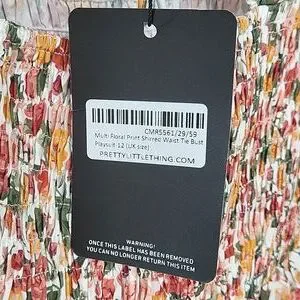 CMR5561/29/59
Multi Floral Print Shirred Waist Tie Bust
Playsuit-12 (UK size)
PRETTYLITTLETHING.COM
WARNING!
ONCE THIS LABEL HAS BEEN REMOVED
YOU CAN NO LONGER RETURN THIS ITEM